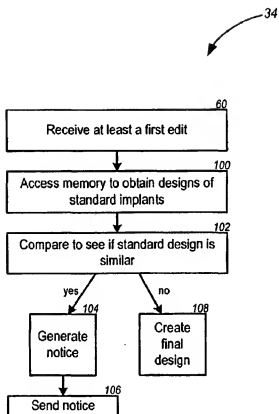 34
60
Receive at least a first edit
100
Access memory to obtain designs of
standard implants
102
Compare to see if standard design is
similar
yes
no
104
Generate
notice
108
Create
final
design
106
Send notice